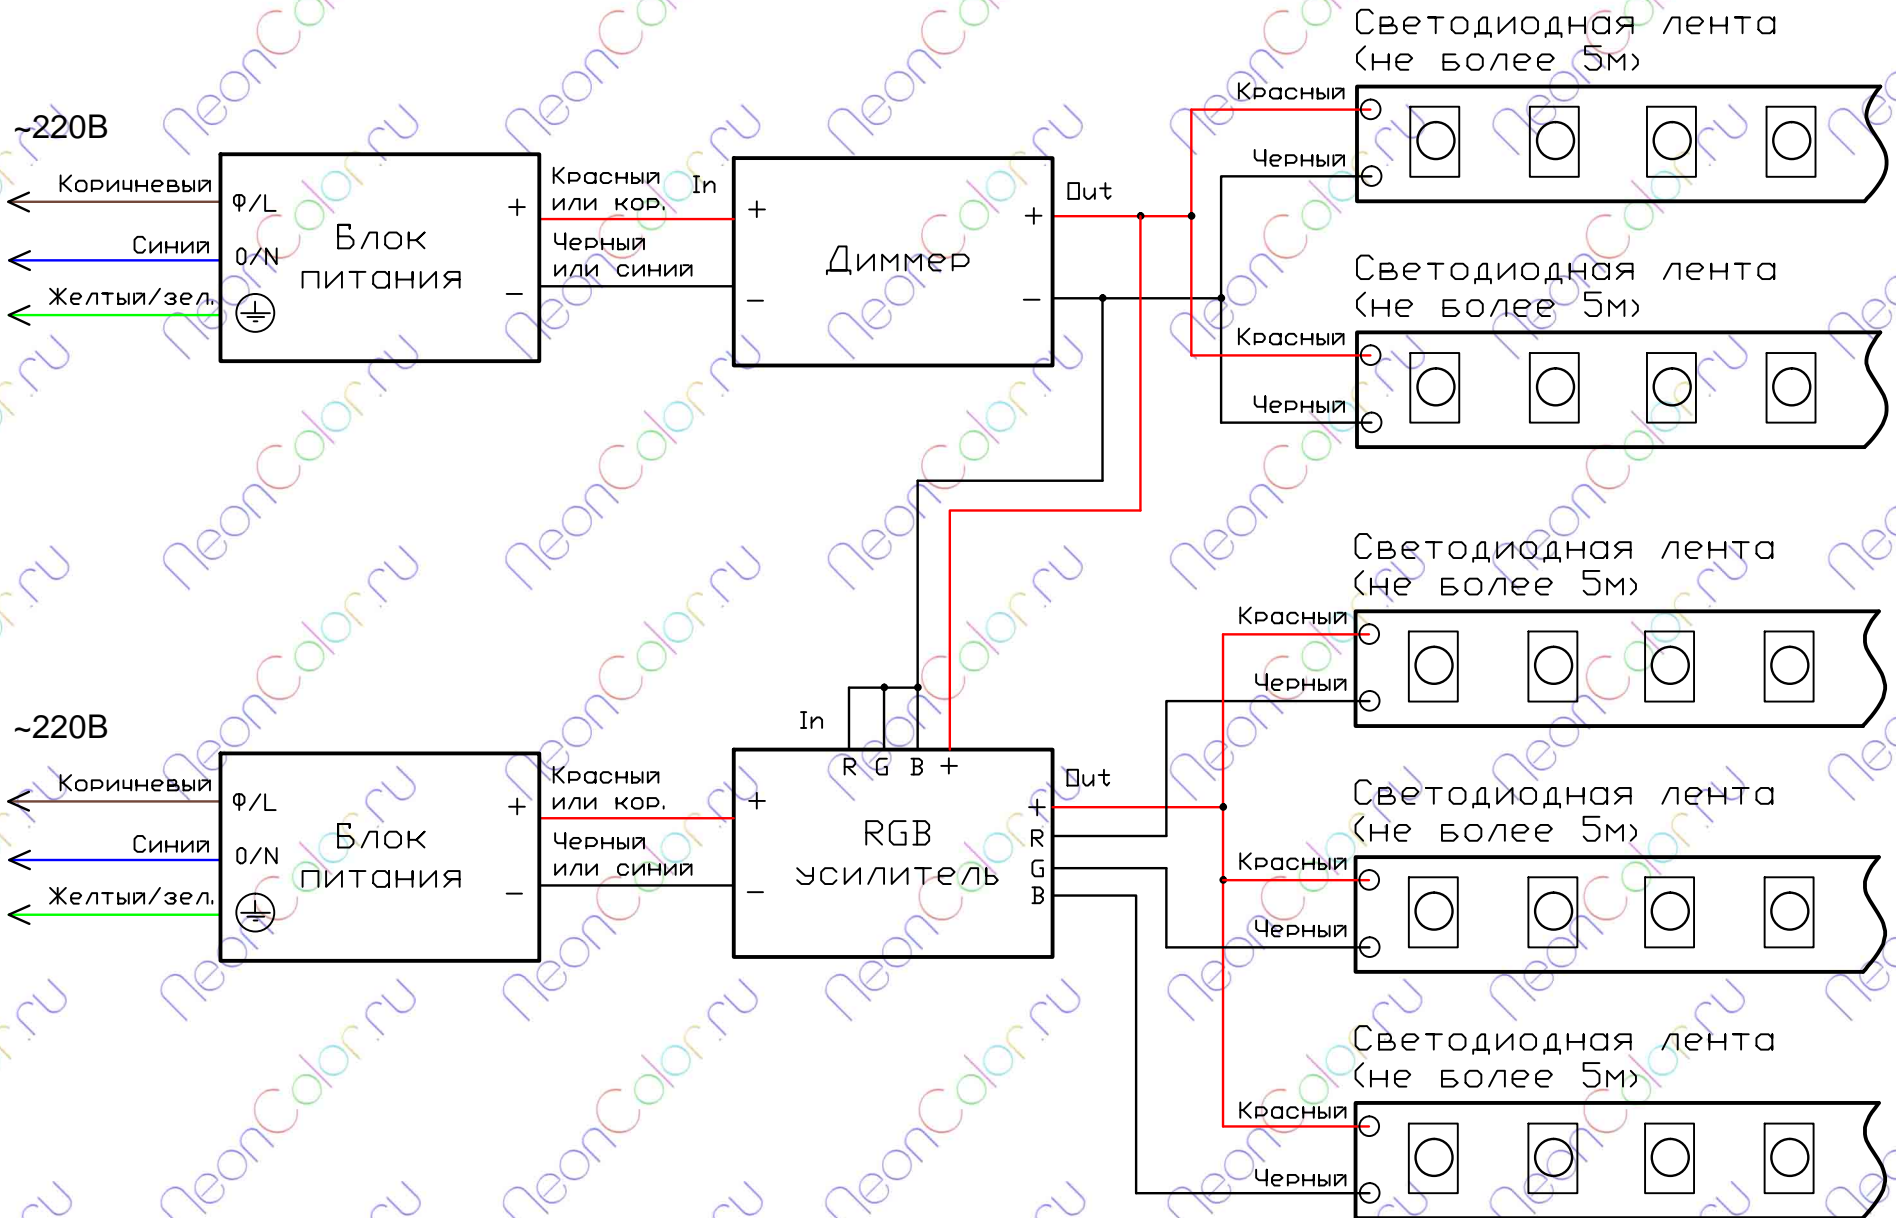 Светодиодная лента
(не более 5м)
Красный
Черный
~220В
Коричневый
Синий
Желтый/зел.
Ф/L
0/N
Блок
питания
+
−
Красный
или кор.
Черный
или синий
In
+
−
Диммер
+
−
Out
Светодиодная лента
(не более 5м)
Красный
Черный
Светодиодная лента
(не более 5м)
Красный
Черный
~220В
Коричневый
Синий
Желтый/зел.
Ф/L
0/N
Блок
питания
+
−
Красный
или кор.
Черный
или синий
In
R G B +
+
−
RGB
усилитель
+
R
G
B
Out
Светодиодная лента
(не более 5м)
Красный
Черный
Светодиодная лента
(не более 5м)
Красный
Черный
NeonColor.ru